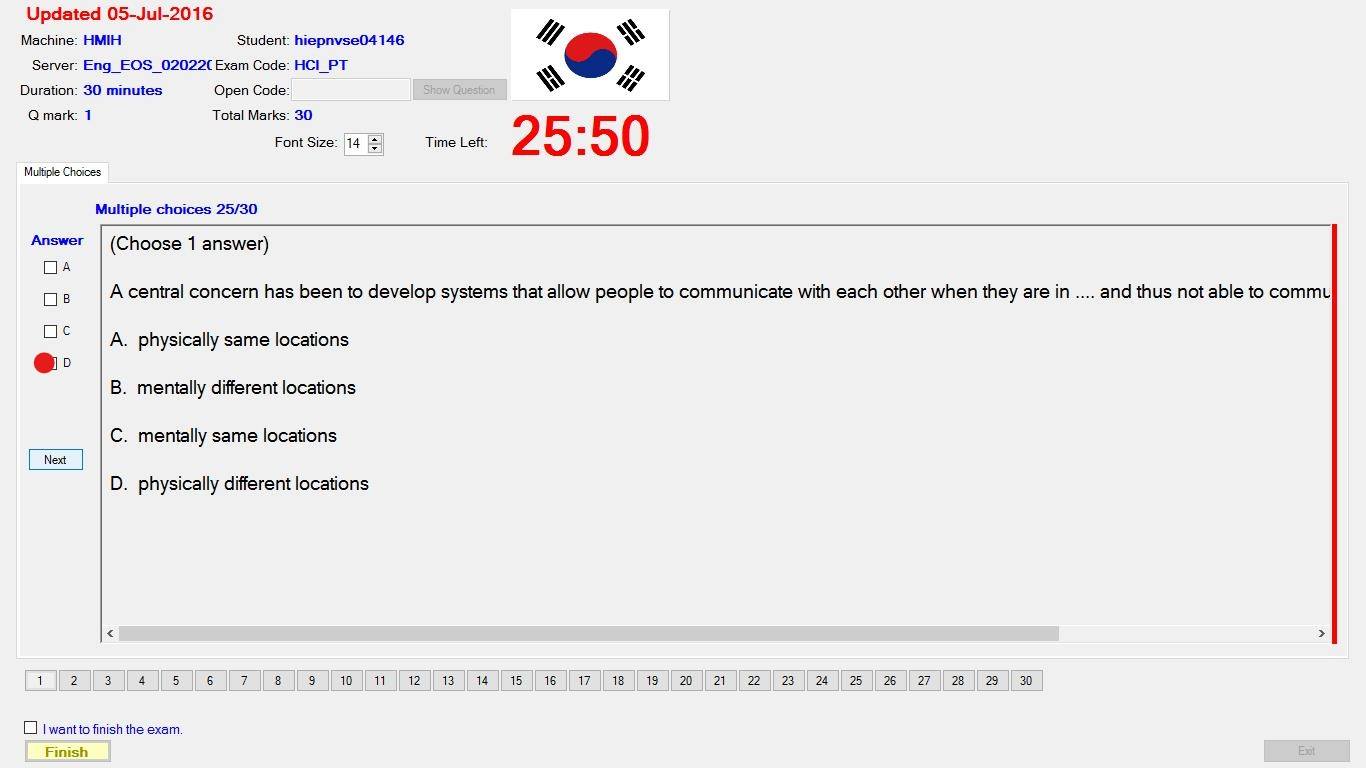 Updated 05-Jul-2016
Machine: HMIH Student: hiepnvse04146
Server: Eng_EOS_020220 Exam Code: HCI_PT
Duration: 30 minutes Open Code: Show Question
Q mark: 1 Total Marks: 30
Font Size: 14 Time Left: 25:50
Multiple Choices
Multiple choices 25/30
Answer
A
B
C
D
Next
(Choose 1 answer)
A central concern has been to develop systems that allow people to communicate with each other when they are in .... and thus not able to commu
A. physically same locations
B. mentally different locations
C. mentally same locations
D. physically different locations
1 2 3 4 5 6 7 8 9 10 11 12 13 14 15 16 17 18 19 20 21 22 23 24 25 26 27 28 29 30
I want to finish the exam.
Finish
Exit